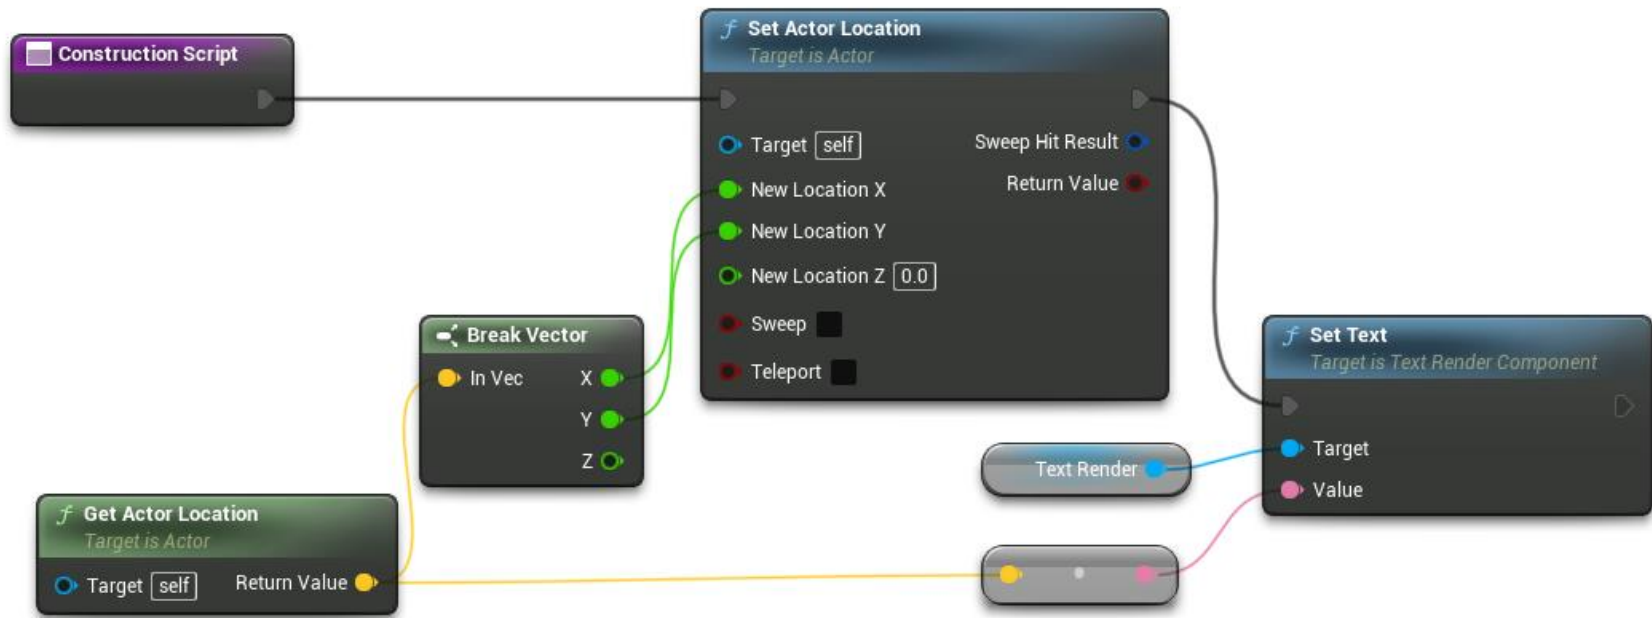 Construction Script
Set Actor Location
Target is Actor
Target self
Sweep Hit Result
New Location X
Return Value
New Location Y
New Location Z 0.0
Sweep
Teleport
Break Vector
In Vec
X
Y
Z
Get Actor Location
Target is Actor
Target self
Return Value
Set Text
Target is Text Render Component
Target
Value
Text Render